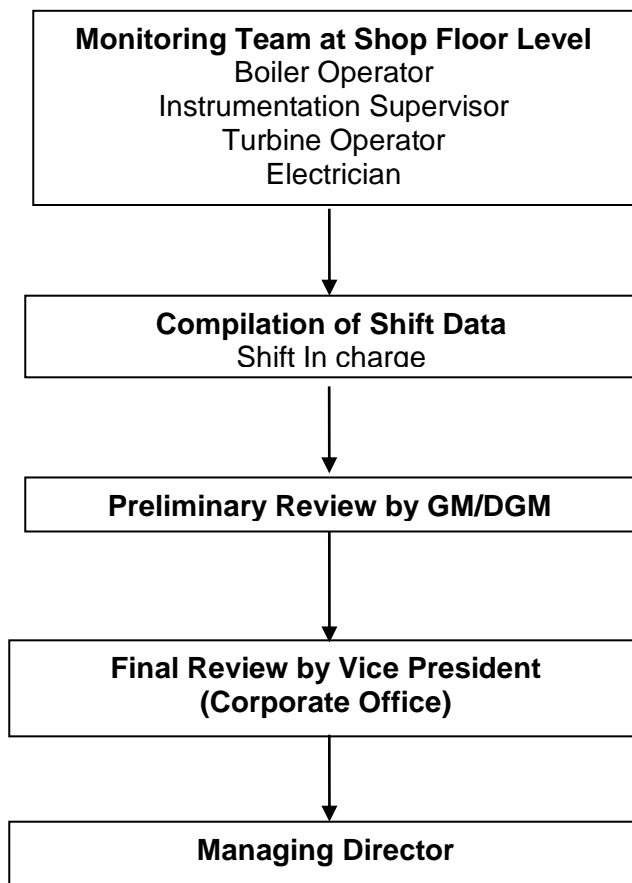 Monitoring Team at Shop Floor Level
Boiler Operator
Instrumentation Supervisor
Turbine Operator
Electrician
Compilation of Shift Data
Shift In charge
Preliminary Review by GM/DGM
Final Review by Vice President
(Corporate Office)
Managing Director